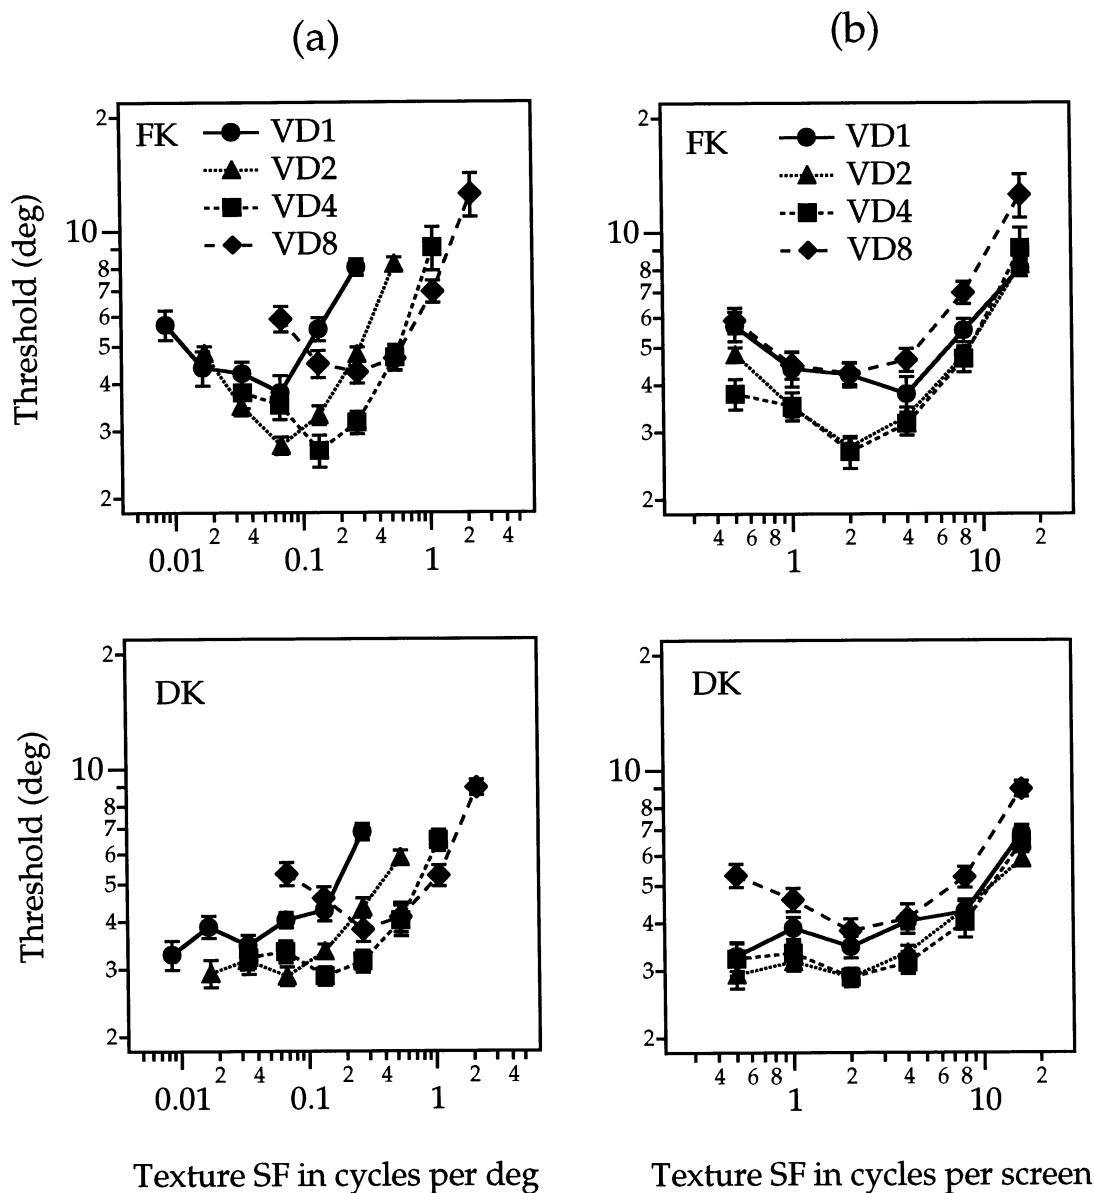 (a)
(b)
FK
VD1
VD2
VD4
VD8
Threshold (deg)
2
10
8
7
6
5
4
3
2
2 4 2 4 2 4
0.01 0.1 1
FK
VD1
VD2
VD4
VD8
2
10
8
7
6
5
4
3
2
4 6 8 2 4 6 8 2
1 10
DK
Threshold (deg)
2
10
8
7
6
5
4
3
2
2 4 2 4 2 4
0.01 0.1 1
Texture SF in cycles per deg
DK
2
10
8
7
6
5
4
3
2
4 6 8 2 4 6 8 2
1 10
Texture SF in cycles per screen